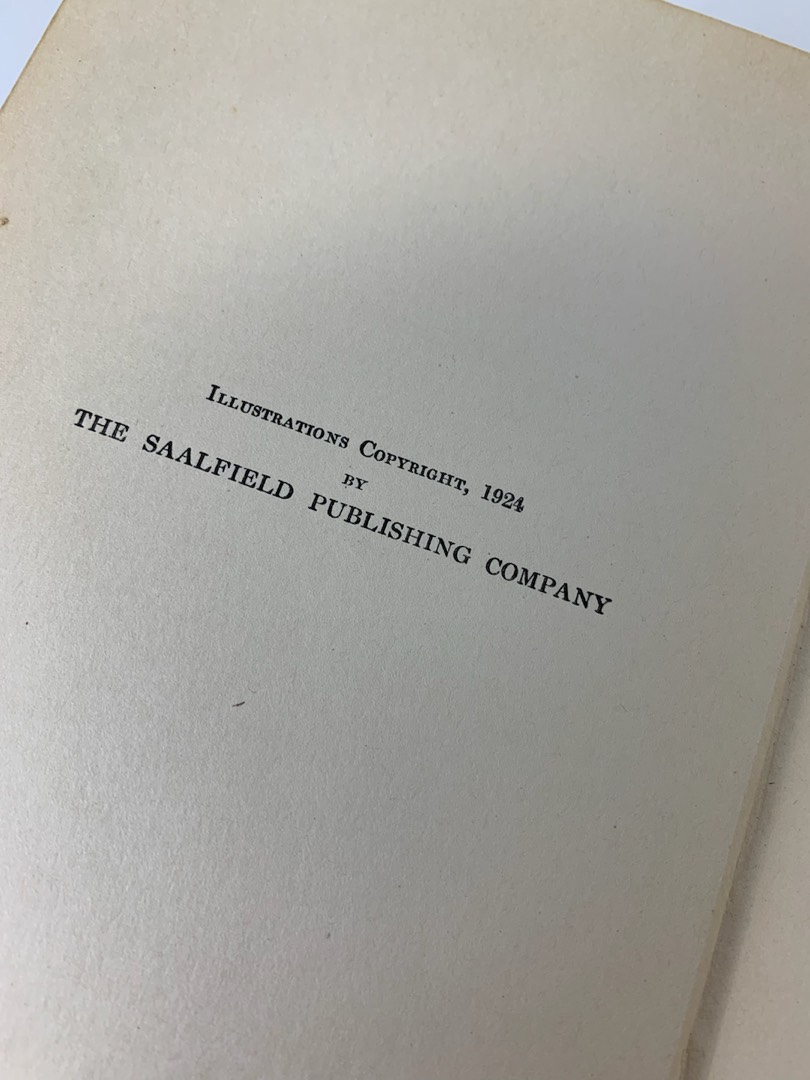 Illustrations Copyright, 1924
BY
THE SAALFIELD PUBLISHING COMPANY